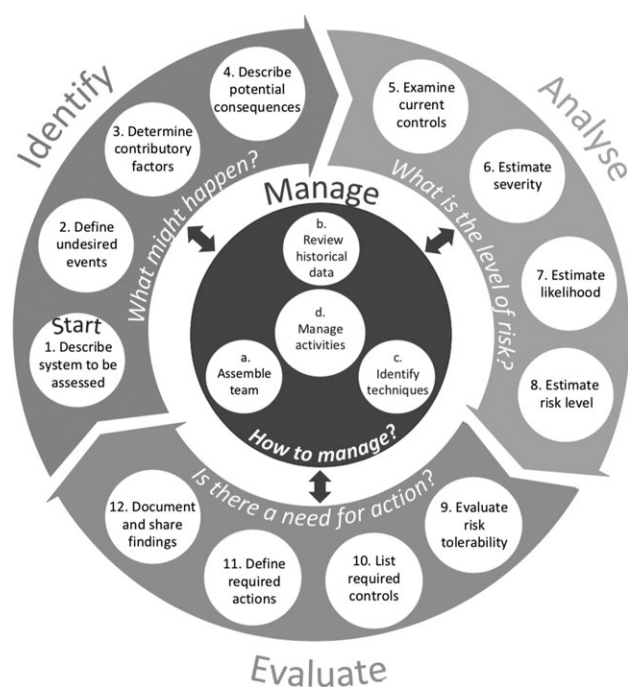 Identify
What might happen?
Start
1. Describe
system to be
assessed
2. Define
undesired
events
3. Determine
contributory
factors
4. Describe
potential
consequences
Analyse
What is the level of risk?
5. Examine
current
controls
6. Estimate
severity
7. Estimate
likelihood
8. Estimate
risk level
Evaluate
Is there a need for action?
9. Evaluate
risk
tolerability
10. List
required
controls
11. Define
required
actions
12. Document
and share
findings
Manage
How to manage?
a.
Assemble
team
b.
Review
historical
data
c.
Identify
techniques
d.
Manage
activities